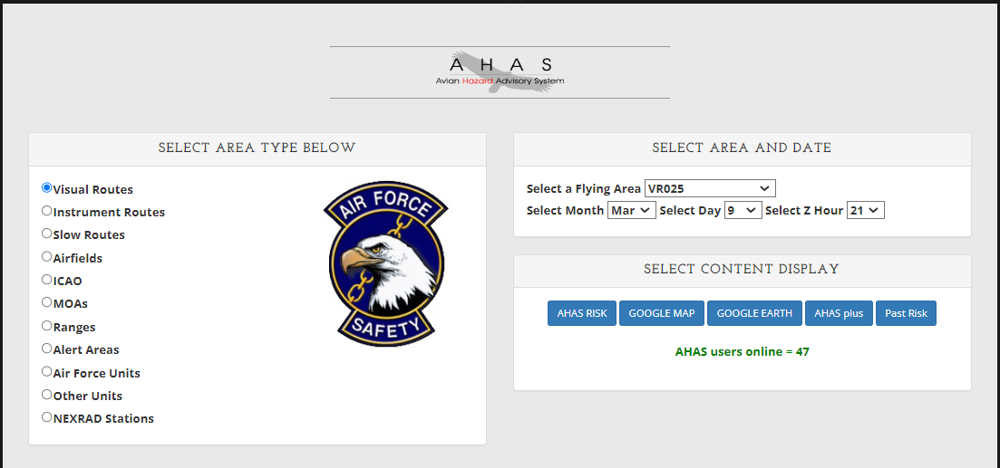 A H A S
Avian Hazard Advisory System
SELECT AREA TYPE BELOW
Visual Routes
Instrument Routes
Slow Routes
Airfields
ICAO
MOAs
Ranges
Alert Areas
Air Force Units
Other Units
NEXRAD Stations
AIR FORCE
SAFETY
SELECT AREA AND DATE
Select a Flying Area VR025
Select Month Mar Select Day 9 Select Z Hour 21
SELECT CONTENT DISPLAY
AHAS RISK GOOGLE MAP GOOGLE EARTH AHAS plus Past Risk
AHAS users online = 47